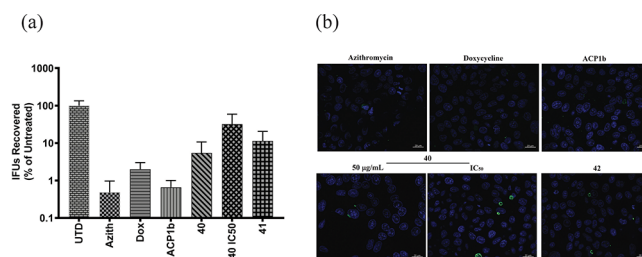 (a)
(b)
IFUs Recovered
(% of Untreated)
1000
100
10
1
0.1
UTD
Azith
Dox
ACP1b
40
40 IC50
41
Azithromycin
Doxycycline
ACP1b
40
50 µg/mL
IC50
42